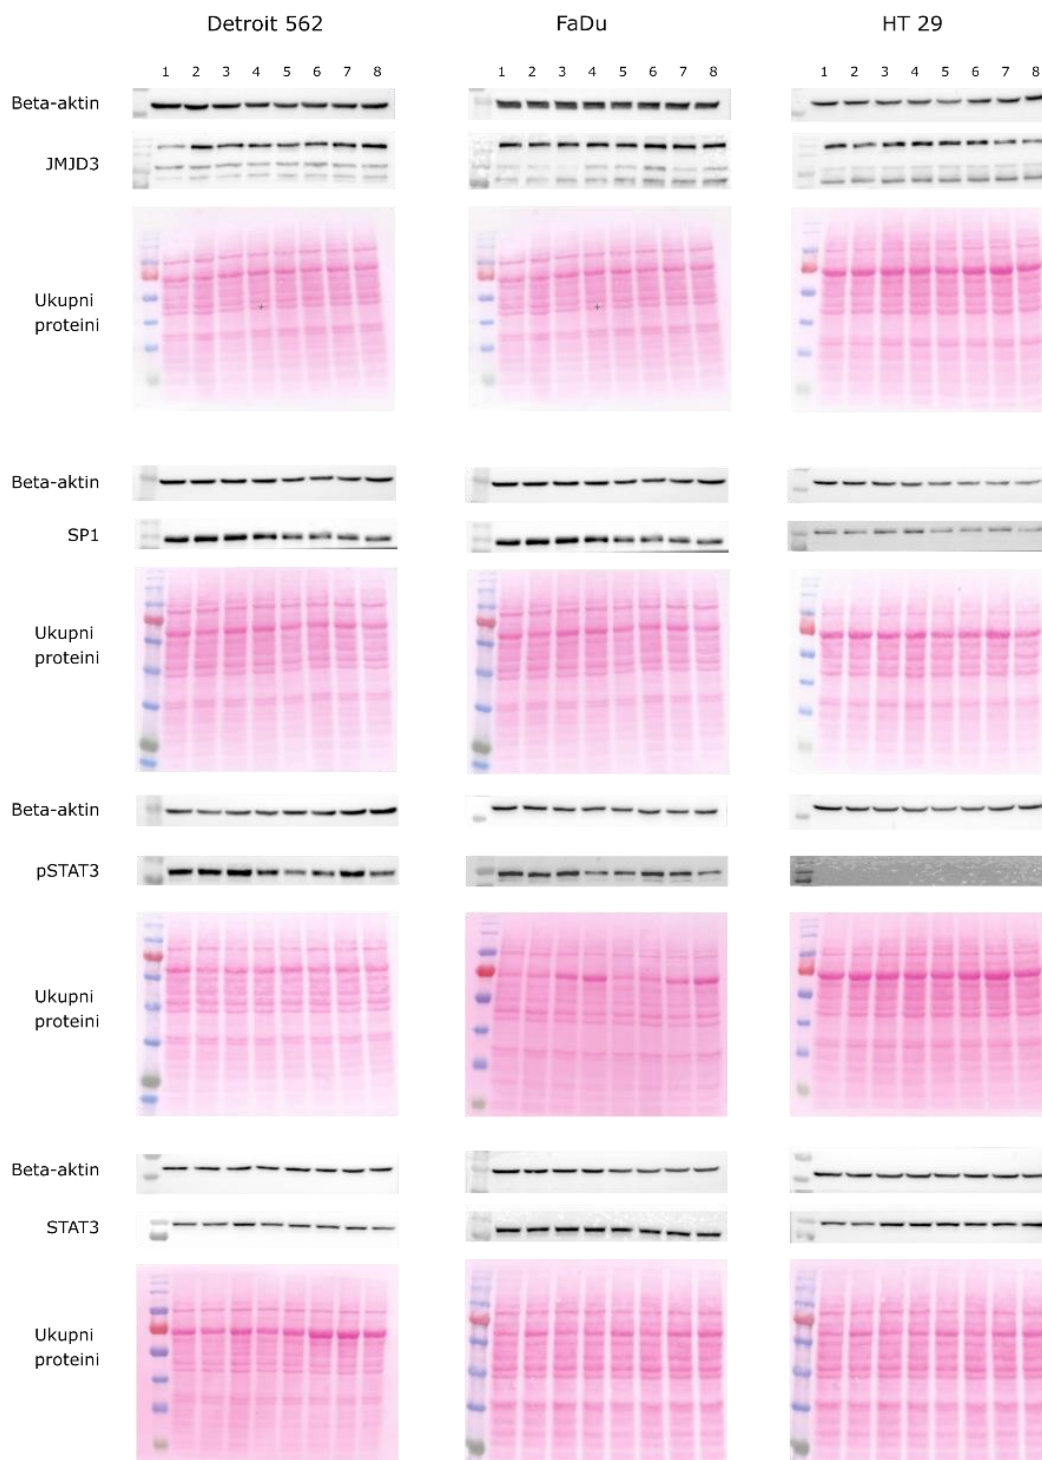 Detroit 562 FaDu HT 29
1 2 3 4 5 6 7 8 1 2 3 4 5 6 7 8 1 2 3 4 5 6 7 8
Beta-aktin
JMJD3
Ukupni
proteini
Beta-aktin
SP1
Ukupni
proteini
Beta-aktin
pSTAT3
Ukupni
proteini
Beta-aktin
STAT3
Ukupni
proteini